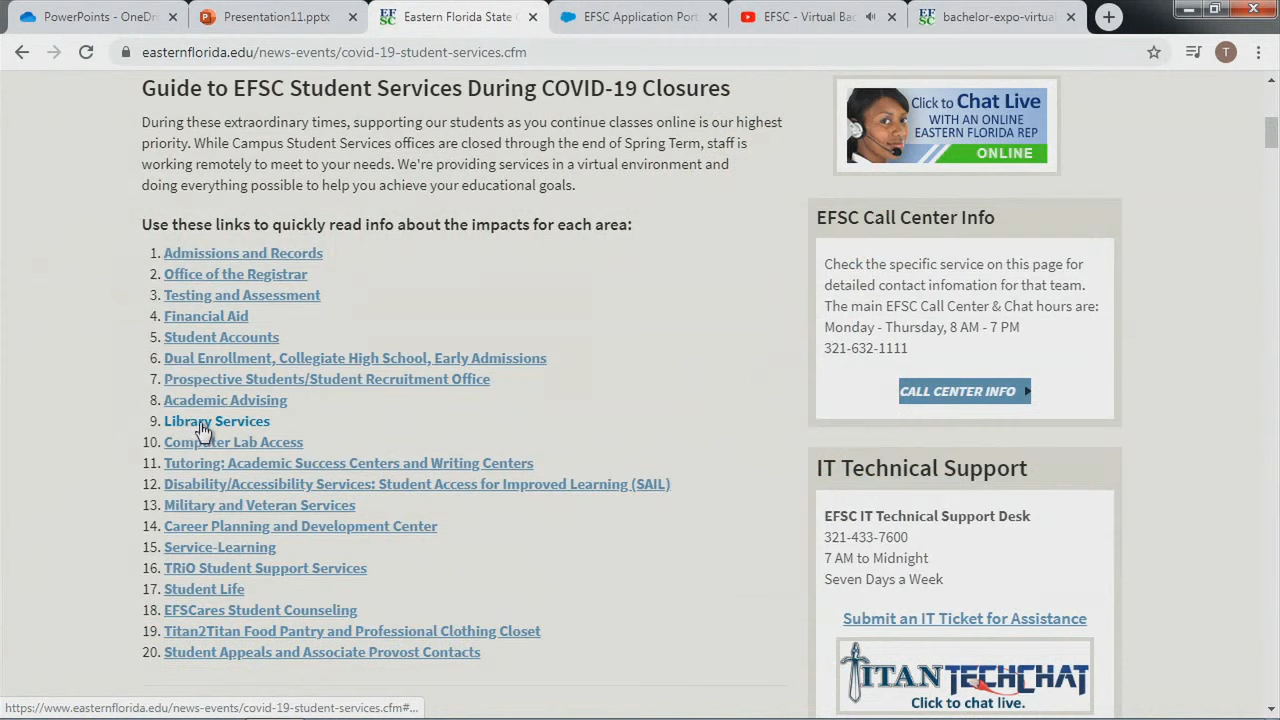 PowerPoints - OneD
Presentation11.pptx
Eastern Florida State
EFSC Application Port
EFSC - Virtual Ba
bachelor-expo-virtua
easternflorida.edu/news-events/covid-19-student-services.cfm
T
Guide to EFSC Student Services During COVID-19 Closures
During these extraordinary times, supporting our students as you continue classes online is our highest
priority. While Campus Student Services offices are closed through the end of Spring Term, staff is
working remotely to meet your needs. We're providing services in a virtual environment and
doing everything possible to help you achieve your educational goals.
Use these links to quickly read info about the impacts for each area:
1. Admissions and Records
2. Office of the Registrar
3. Testing and Assessment
4. Financial Aid
5. Student Accounts
6. Dual Enrollment, Collegiate High School, Early Admissions
7. Prospective Students/Student Recruitment Office
8. Academic Advising
9. Library Services
10. Computer Lab Access
11. Tutoring: Academic Success Centers and Writing Centers
12. Disability/Accessibility Services: Student Access for Improved Learning (SAIL)
13. Military and Veteran Services
14. Career Planning and Development Center
15. Service-Learning
16. TRiO Student Support Services
17. Student Life
18. EFSCares Student Counseling
19. Titan2Titan Food Pantry and Professional Clothing Closet
20. Student Appeals and Associate Provost Contacts
Click to Chat Live
WITH AN ONLINE
EASTERN FLORIDA REP
ONLINE
EFSC Call Center Info
Check the specific service on this page for
detailed contact infomation for that team.
The main EFSC Call Center & Chat hours are:
Monday - Thursday, 8 AM - 7 PM
321-632-1111
CALL CENTER INFO
IT Technical Support
EFSC IT Technical Support Desk
321-433-7600
7 AM to Midnight
Seven Days a Week
Submit an IT Ticket for Assistance
TITAN TECHCHAT
Click to chat live.
https://www.easternflorida.edu/news-events/covid-19-student-services.cfm#...